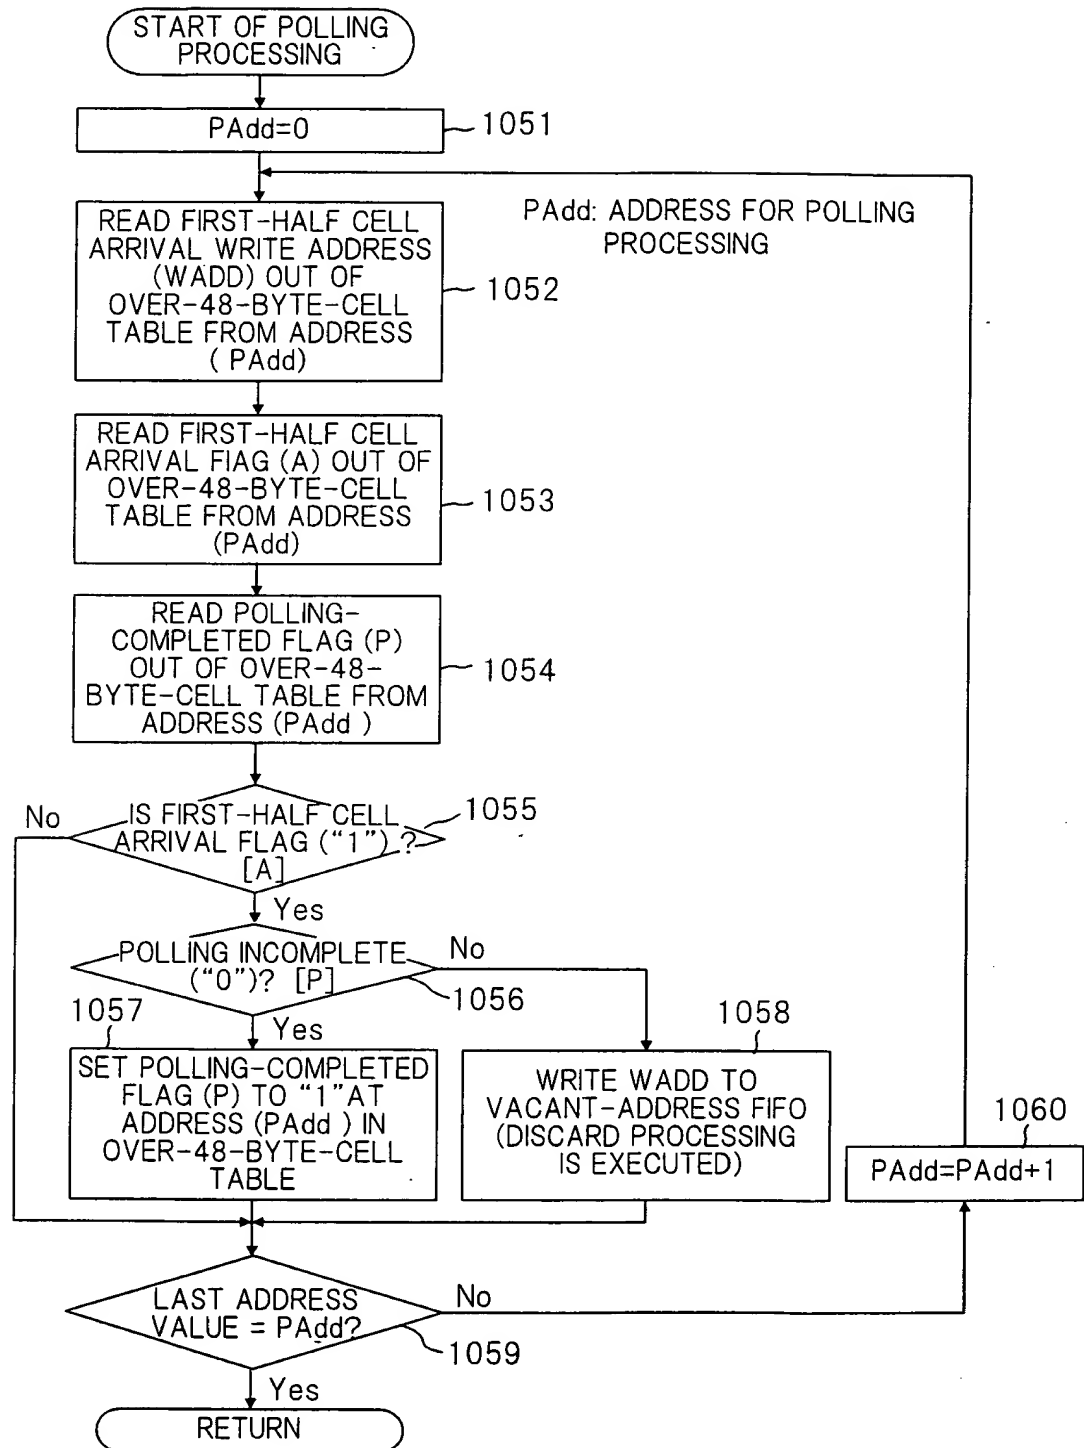 START OF POLLING
PROCESSING
PAdd=0
1051
PAdd: ADDRESS FOR POLLING
PROCESSING
READ FIRST-HALF CELL
ARRIVAL WRITE ADDRESS
(WADD) OUT OF
OVER-48-BYTE-CELL
TABLE FROM ADDRESS
( PAdd)
1052
READ FIRST-HALF CELL
ARRIVAL FIAG (A) OUT OF
OVER-48-BYTE-CELL
TABLE FROM ADDRESS
(PAdd)
1053
READ POLLING-
COMPLETED FLAG (P)
OUT OF OVER-48-
BYTE-CELL TABLE FROM
ADDRESS (PAdd )
1054
No
IS FIRST-HALF CELL
ARRIVAL FLAG (“1”) ?
[A]
1055
Yes
POLLING INCOMPLETE
(“0”)? [P]
No
1056
1057
Yes
SET POLLING-COMPLETED
FLAG (P) TO “1”AT
ADDRESS (PAdd ) IN
OVER-48-BYTE-CELL
TABLE
1058
WRITE WADD TO
VACANT-ADDRESS FIFO
(DISCARD PROCESSING
IS EXECUTED)
1060
PAdd=PAdd+1
LAST ADDRESS
VALUE = PAdd?
No
1059
Yes
RETURN